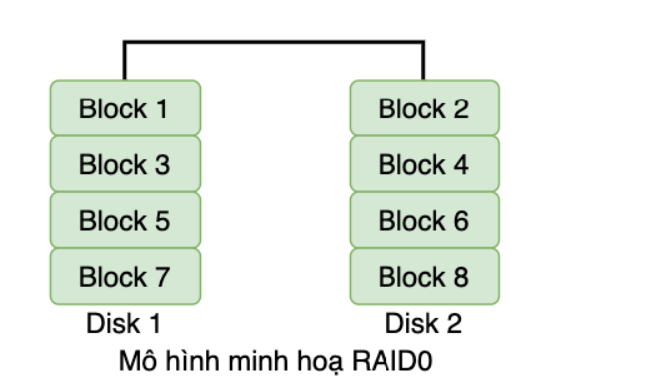 Block 1
Block 2
Block 3
Block 4
Block 5
Block 6
Block 7
Block 8
Disk 1
Disk 2
Mô hình minh hoạ RAID0